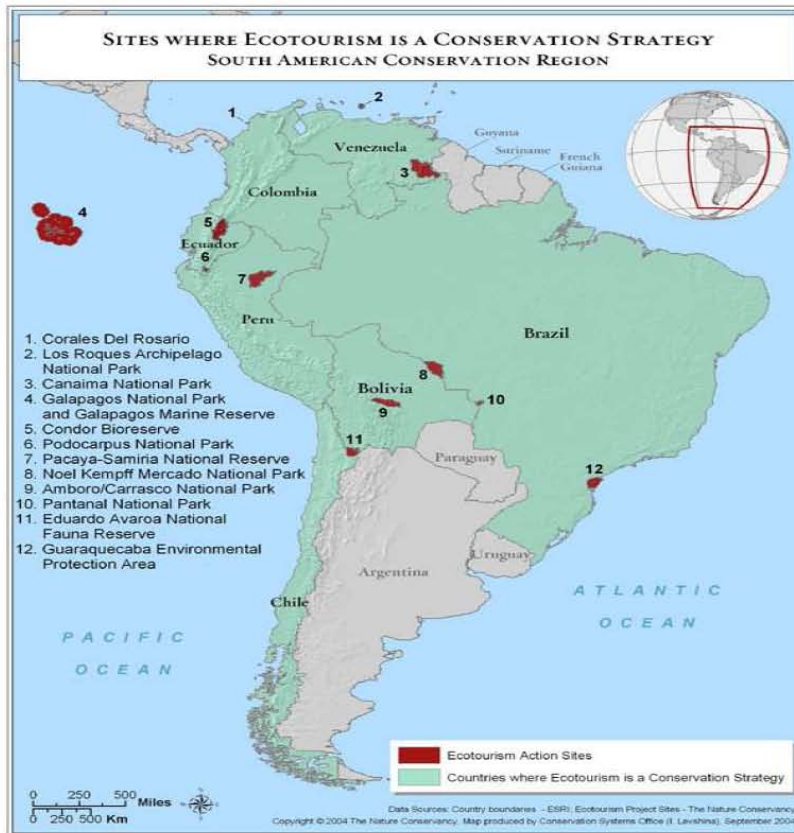 SITES WHERE ECOTOURISM IS A CONSERVATION STRATEGY
SOUTH AMERICAN CONSERVATION REGION
1
2
Venezuela
Guyana
Suriname
French
Guiana
3
Colombia
4
5
Ecuador
6
7
Peru
Brazil
8
Bolivia
9
10
11
Paraguay
12
Uruguay
Argentina
Chile
1. Corales Del Rosario
2. Los Roques Archipelago
National Park
3. Canaima National Park
4. Galapagos National Park
and Galapagos Marine Reserve
5. Condor Bioreserve
6. Podocarpus National Park
7. Pacaya-Samiria National Reserve
8. Noel Kempff Mercado National Park
9. Amboro/Carrasco National Park
10. Pantanal National Park
11. Eduardo Avaroa National
Fauna Reserve
12. Guaraquecaba Environmental
Protection Area
PACIFIC
OCEAN
ATLANTIC
OCEAN
Ecotourism Action Sites
Countries where Ecotourism is a Conservation Strategy
0 250 500
Miles
0 250 500 Km
Data Sources: Country boundaries - ESRI; Ecotourism Project Sites - The Nature Conservancy
Copyright © 2004 The Nature Conservancy. Map produced by Conservation Systems Office (I. Levshina), September 2004